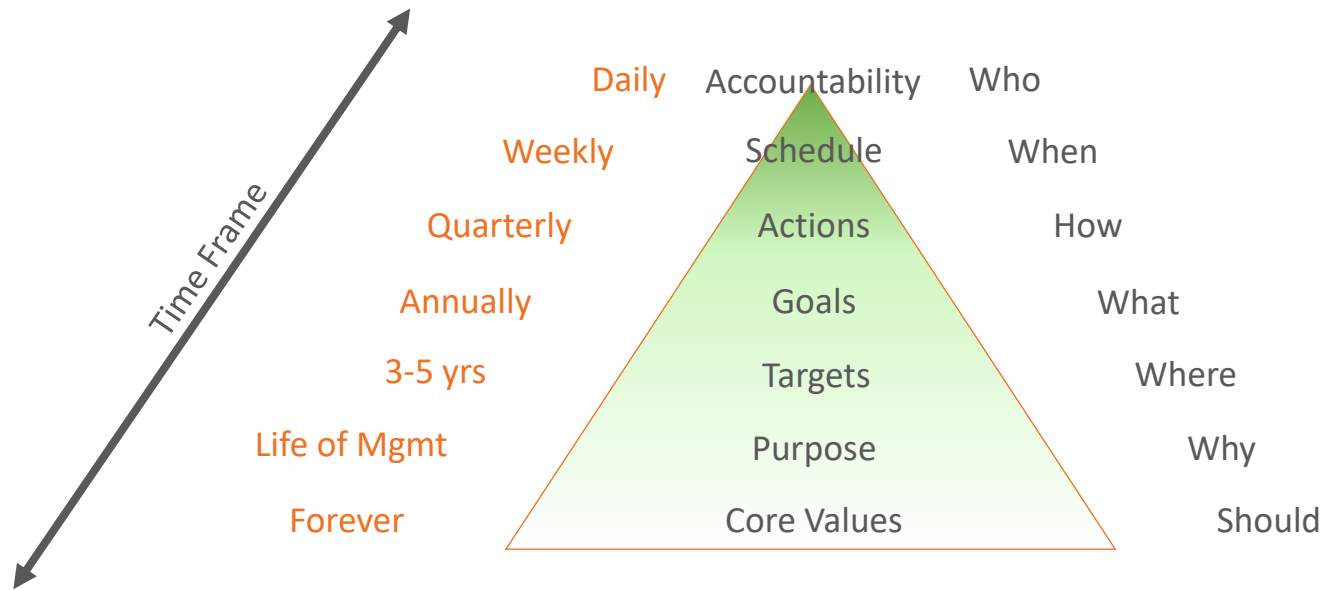 Daily Accountability Who
Weekly Schedule When
Quarterly Actions How
Time Frame
Annually Goals What
3-5 yrs Targets Where
Life of Mgmt Purpose Why
Forever Core Values Should